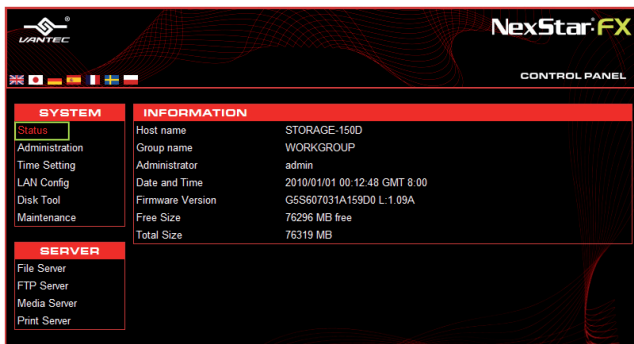 VANTEC
NexStar FX
CONTROL PANEL
SYSTEM
Status
Administration
Time Setting
LAN Config
Disk Tool
Maintenance
SERVER
File Server
FTP Server
Media Server
Print Server
INFORMATION
Host name STORAGE-150D
Group name WORKGROUP
Administrator admin
Date and Time 2010/01/01 00:12:48 GMT 8:00
Firmware Version G5S607031A159D0 L:1.09A
Free Size 76296 MB free
Total Size 76319 MB